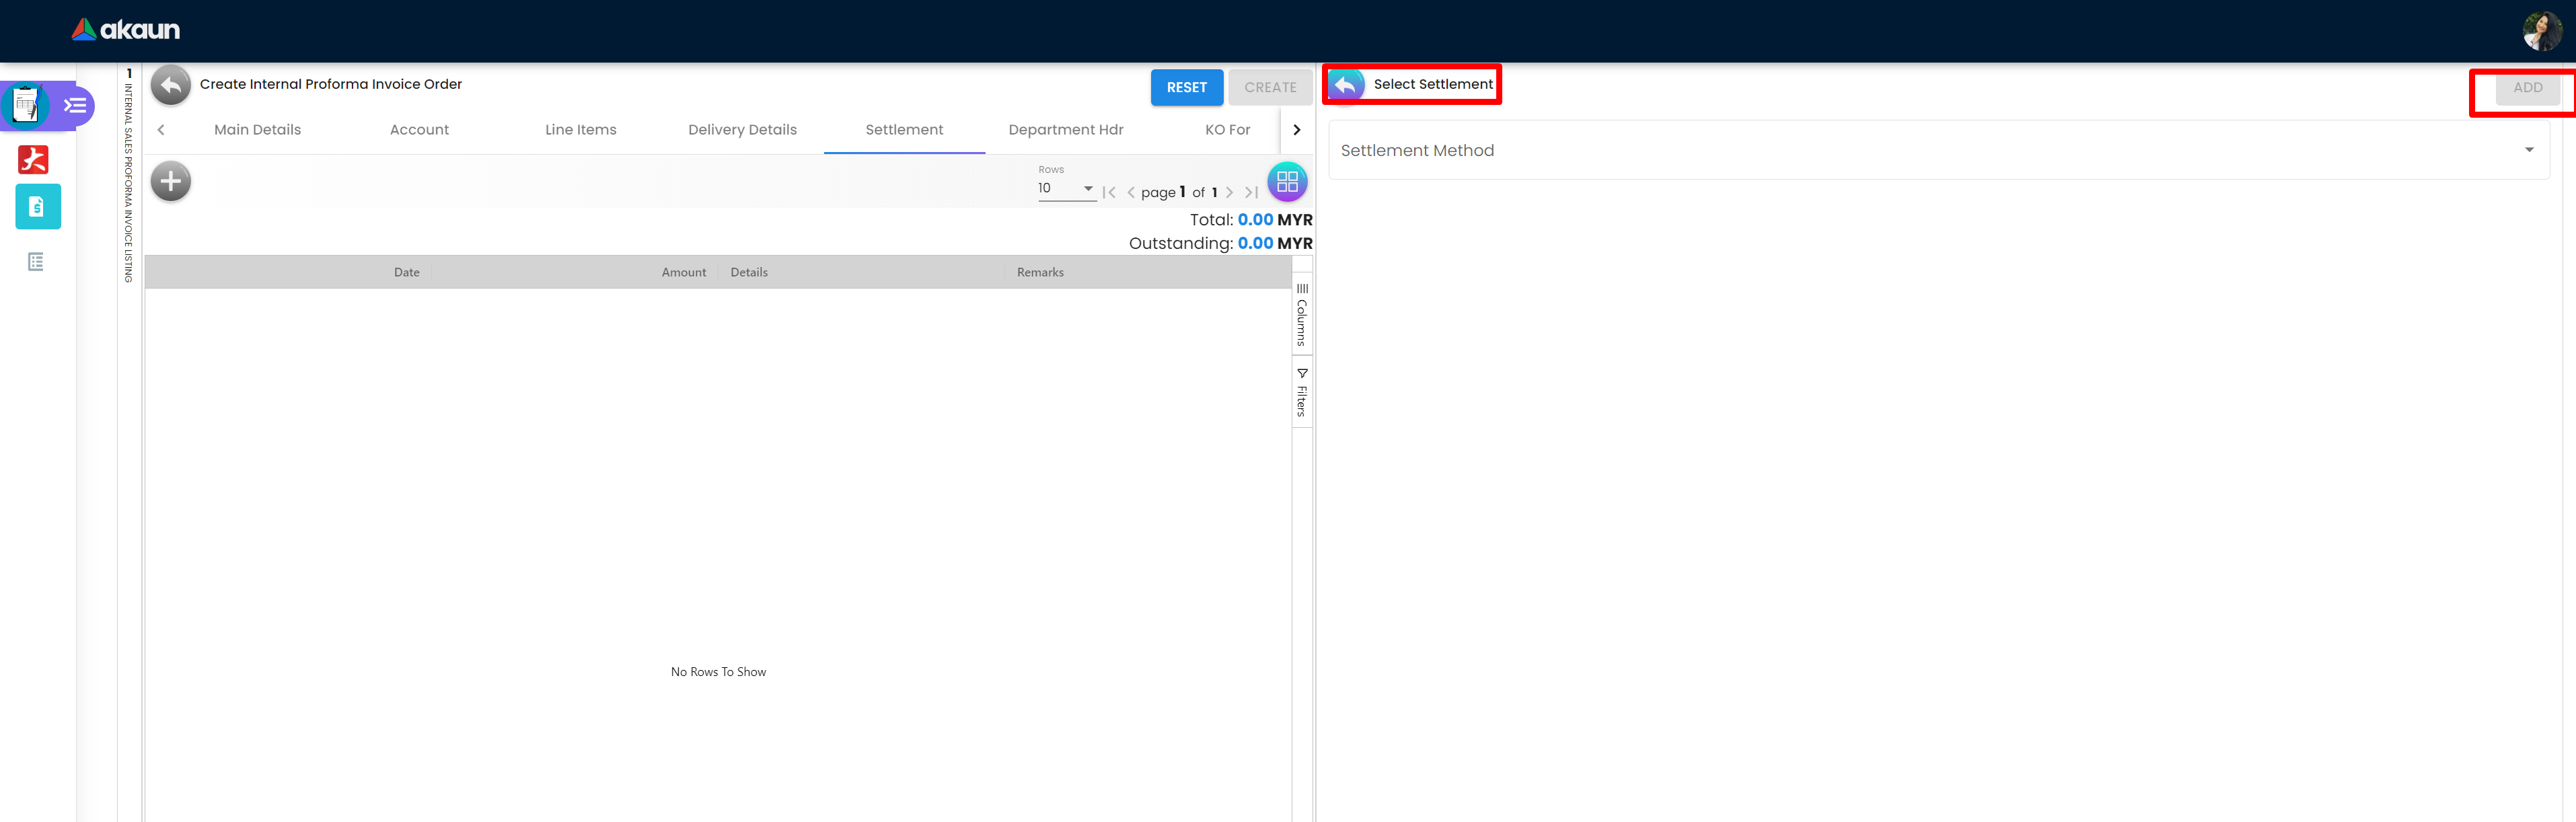 akaun
1 INTERNAL SALES PROFORMA INVOICE LISTING
Create Internal Proforma Invoice Order
RESET
CREATE
Main Details
Account
Line Items
Delivery Details
Settlement
Department Hdr
KO For
Rows
10
page 1 of 1
Total: 0.00 MYR
Outstanding: 0.00 MYR
Date
Amount
Details
Remarks
Columns
Filters
No Rows To Show
Select Settlement
ADD
Settlement Method